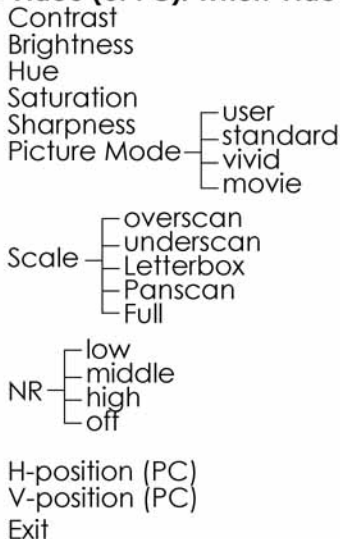 Contrast
Brightness
Hue
Saturation
Sharpness
Picture Mode
user
standard
vivid
movie
Scale
overscan
underscan
Letterbox
Panscan
Full
NR
low
middle
high
off
H-position (PC)
V-position (PC)
Exit